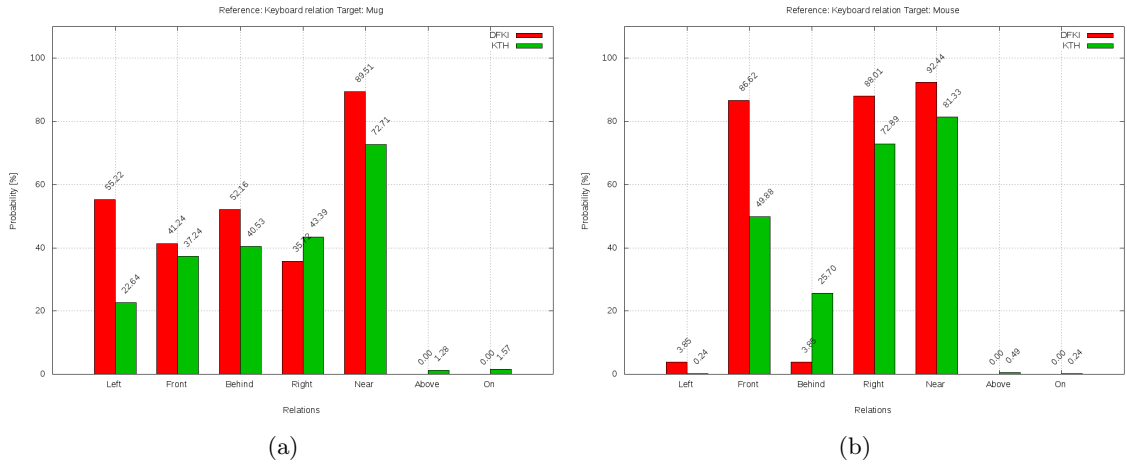 Reference: Keyboard relation Target: Mug
DFKI
KTH
100
80
60
40
20
0
Probability [%]
55.22
22.64
41.24
37.24
52.16
40.53
35.72
43.39
89.51
72.71
0.00
1.28
0.00
1.57
Left Front Behind Right Near Above On
Relations
(a)
Reference: Keyboard relation Target: Mouse
DFKI
KTH
100
80
60
40
20
0
Probability [%]
3.85
0.24
86.62
49.88
3.85
25.70
88.01
72.89
92.44
81.33
0.00
0.49
0.00
0.24
Left Front Behind Right Near Above On
Relations
(b)